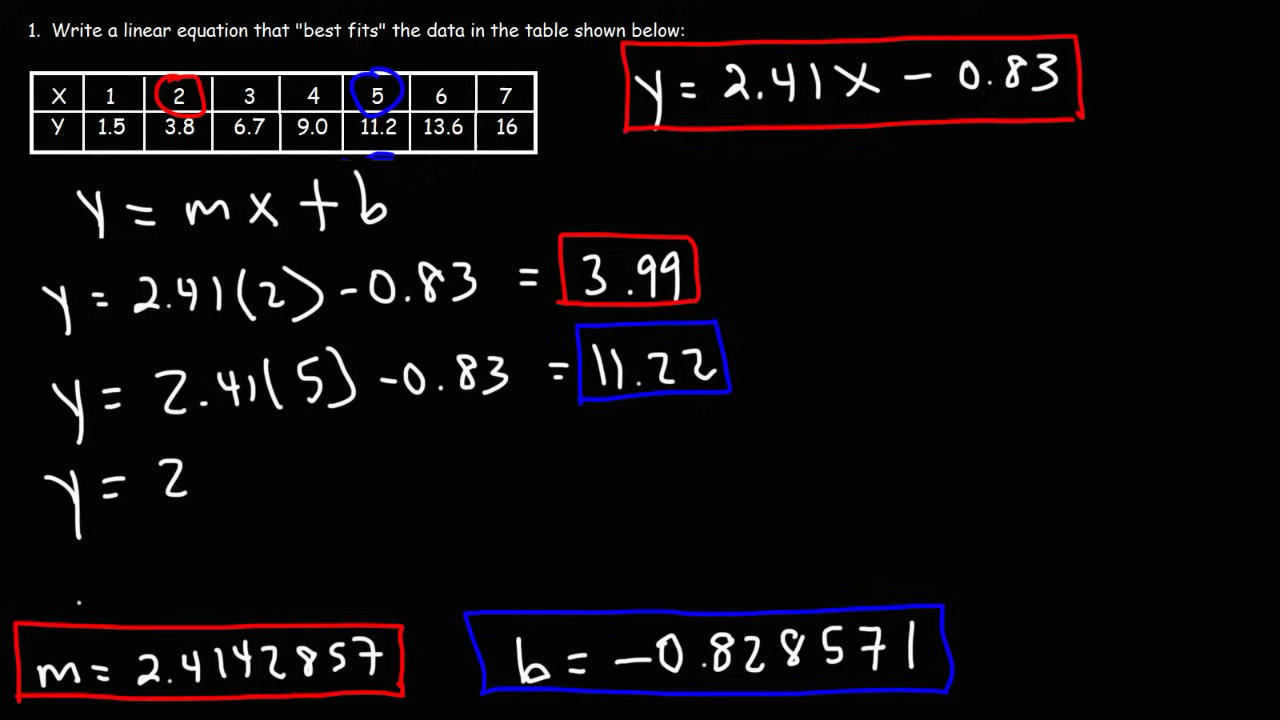 1. Write a linear equation that "best fits" the data in the table shown below:
y = 2.41x - 0.83
X 1 2 3 4 5 6 7
Y 1.5 3.8 6.7 9.0 11.2 13.6 16
y = mx + b
y = 2.41(2) - 0.83 = 3.99
y = 2.41(5) - 0.83 = 11.22
y = 2
m = 2.4142857
b = -0.828571